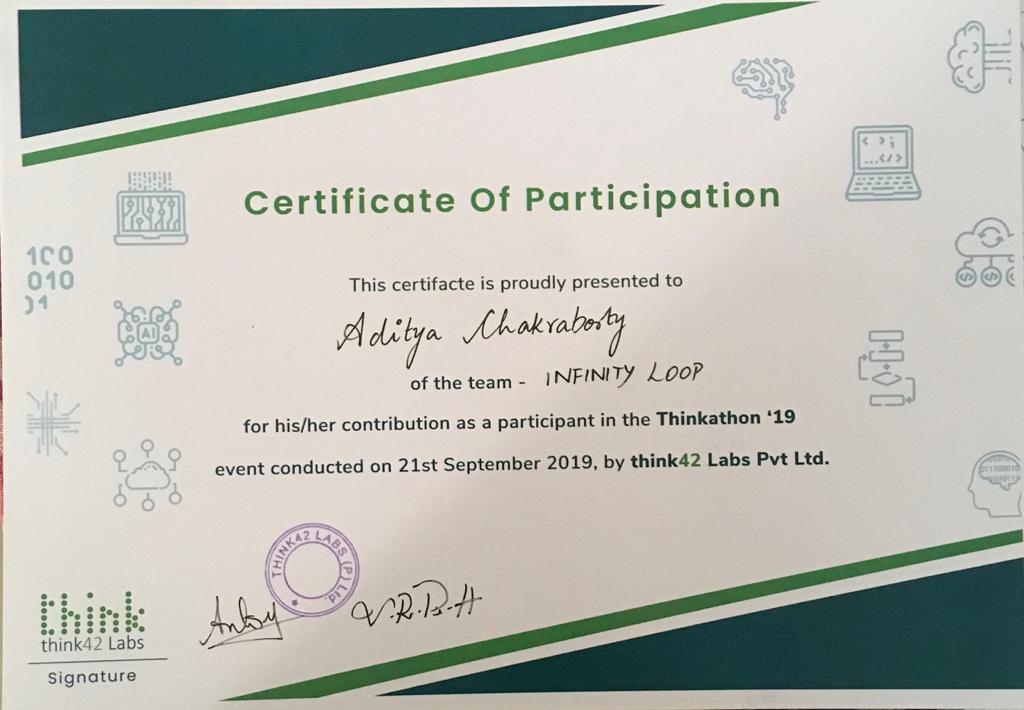 Certificate Of Participation
This certifacte is proudly presented to
Aditya Chakraborty
of the team - INFINITY LOOP
for his/her contribution as a participant in the Thinkathon ‘19
event conducted on 21st September 2019, by think42 Labs Pvt Ltd.
THINK42 LABS (P) Ltd.
think
think42 Labs
Signature
AI
010